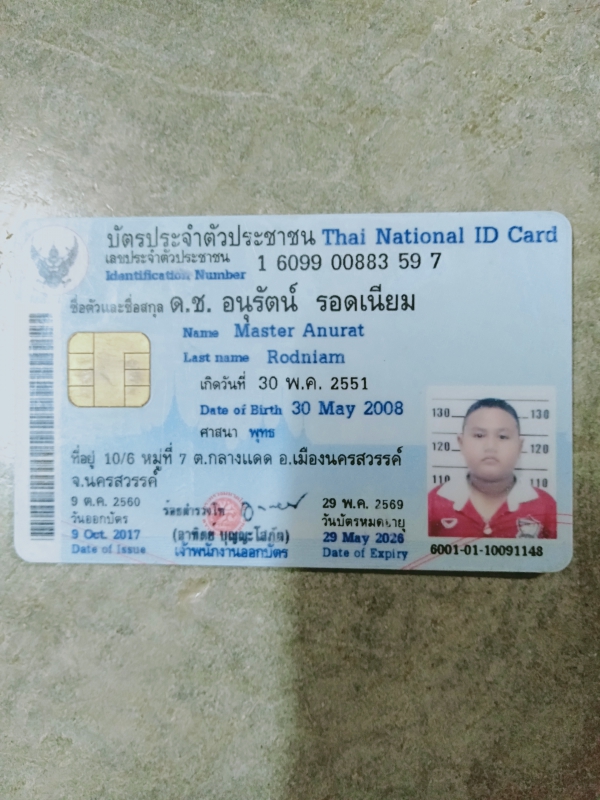 บัตรประจำตัวประชาชน Thai National ID Card
เลขประจำตัวประชาชน
Identification Number 1 6099 00883 59 7
ชื่อตัวและชื่อสกุล ด.ช. อนุรัตน์ รอดเนียม
Name Master Anurat
Last name Rodniam
เกิดวันที่ 30 พ.ค. 2551
Date of Birth 30 May 2008
ศาสนา พุทธ
ที่อยู่ 10/6 หมู่ที่ 7 ต.กลางแดด อ.เมืองนครสวรรค์
จ.นครสวรรค์
9 ต.ค. 2560
วันออกบัตร
9 Oct. 2017
Date of Issue
ร้อยตำรวจโท
เจ้าพนักงานออกบัตร
29 พ.ค. 2569
วันบัตรหมดอายุ
29 May 2026
Date of Expiry
130 130
120 120
110 110
6001-01-10091148